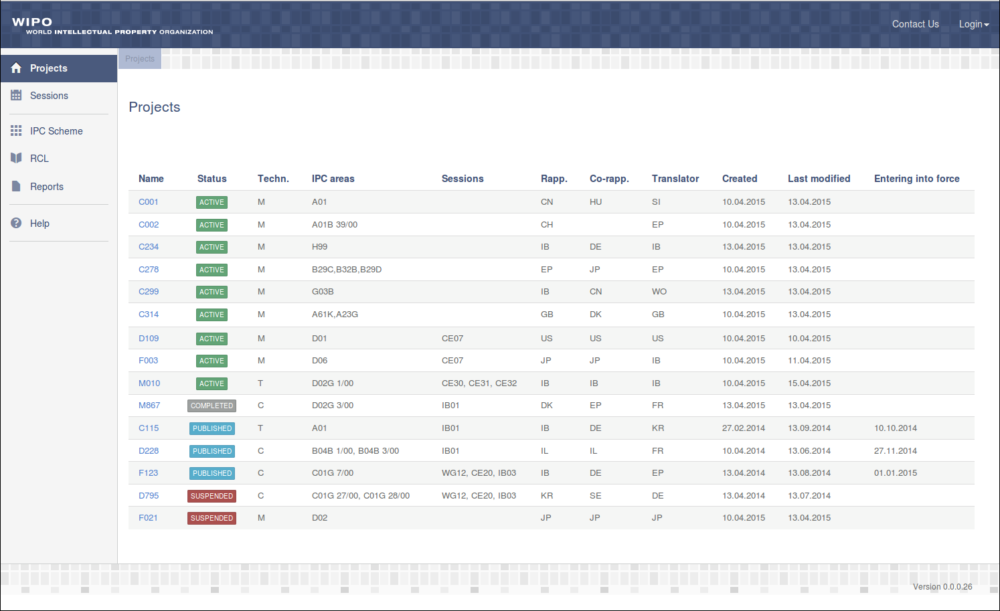 WIPO
WORLD INTELLECTUAL PROPERTY ORGANIZATION
Contact Us Login
Projects
Sessions
IPC Scheme
RCL
Reports
Help
Projects
Projects
Name Status Techn. IPC areas Sessions Rapp. Co-rapp. Translator Created Last modified Entering into force
C001 ACTIVE M A01 CN HU SI 10.04.2015 13.04.2015
C002 ACTIVE M A01B 39/00 CH EP 10.04.2015 13.04.2015
C234 ACTIVE M H99 IB DE IB 13.04.2015 13.04.2015
C278 ACTIVE M B29C,B32B,B29D EP JP EP 10.04.2015 13.04.2015
C299 ACTIVE M G03B IB CN WO 13.04.2015 13.04.2015
C314 ACTIVE M A61K,A23G GB DK GB 10.04.2015 13.04.2015
D109 ACTIVE M D01 CE07 US US US 10.04.2015 10.04.2015
F003 ACTIVE M D06 CE07 JP JP IB 10.04.2015 11.04.2015
M010 ACTIVE T D02G 1/00 CE30, CE31, CE32 IB IB IB 10.04.2015 15.04.2015
M867 COMPLETED C D02G 3/00 IB01 DK EP FR 13.04.2015 13.04.2015
C115 PUBLISHED T A01 IB01 IB DE KR 27.02.2014 13.09.2014 10.10.2014
D228 PUBLISHED C B04B 1/00, B04B 3/00 IB01 IL IL FR 10.04.2014 13.06.2014 27.11.2014
F123 PUBLISHED C C01G 7/00 WG12, CE20, IB03 IB DE EP 13.04.2014 13.08.2014 01.01.2015
D795 SUSPENDED C C01G 27/00, C01G 28/00 WG12, CE20, IB03 KR SE DE 13.04.2014 13.07.2014
F021 SUSPENDED M D02 JP JP JP 10.04.2015 13.04.2015
Version 0.0.0.26